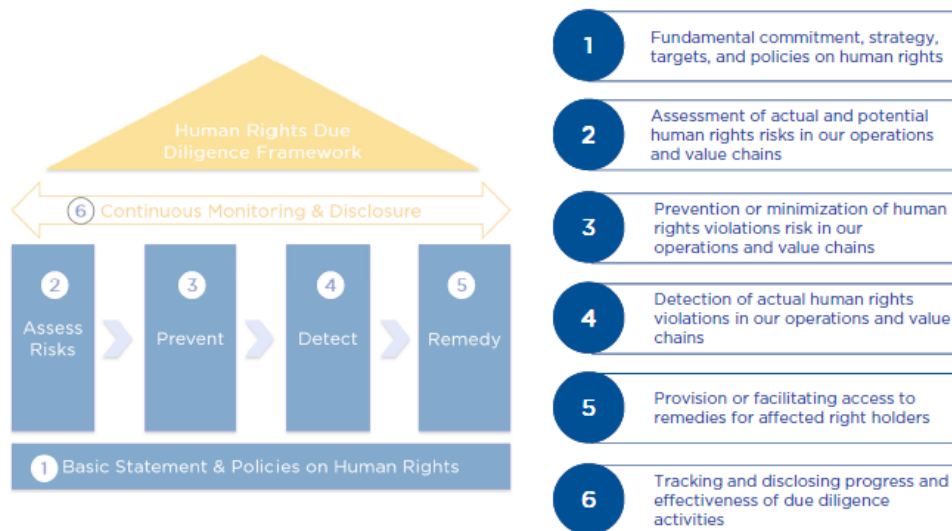 Human Rights Due
Diligence Framework
6 Continuous Monitoring & Disclosure
2
Assess
Risks
3
Prevent
4
Detect
5
Remedy
1 Basic Statement & Policies on Human Rights
1
Fundamental commitment, strategy,
targets, and policies on human rights
2
Assessment of actual and potential
human rights risks in our operations
and value chains
3
Prevention or minimization of human
rights violations risk in our
operations and value chains
4
Detection of actual human rights
violations in our operations and value
chains
5
Provision or facilitating access to
remedies for affected right holders
6
Tracking and disclosing progress and
effectiveness of due diligence
activities